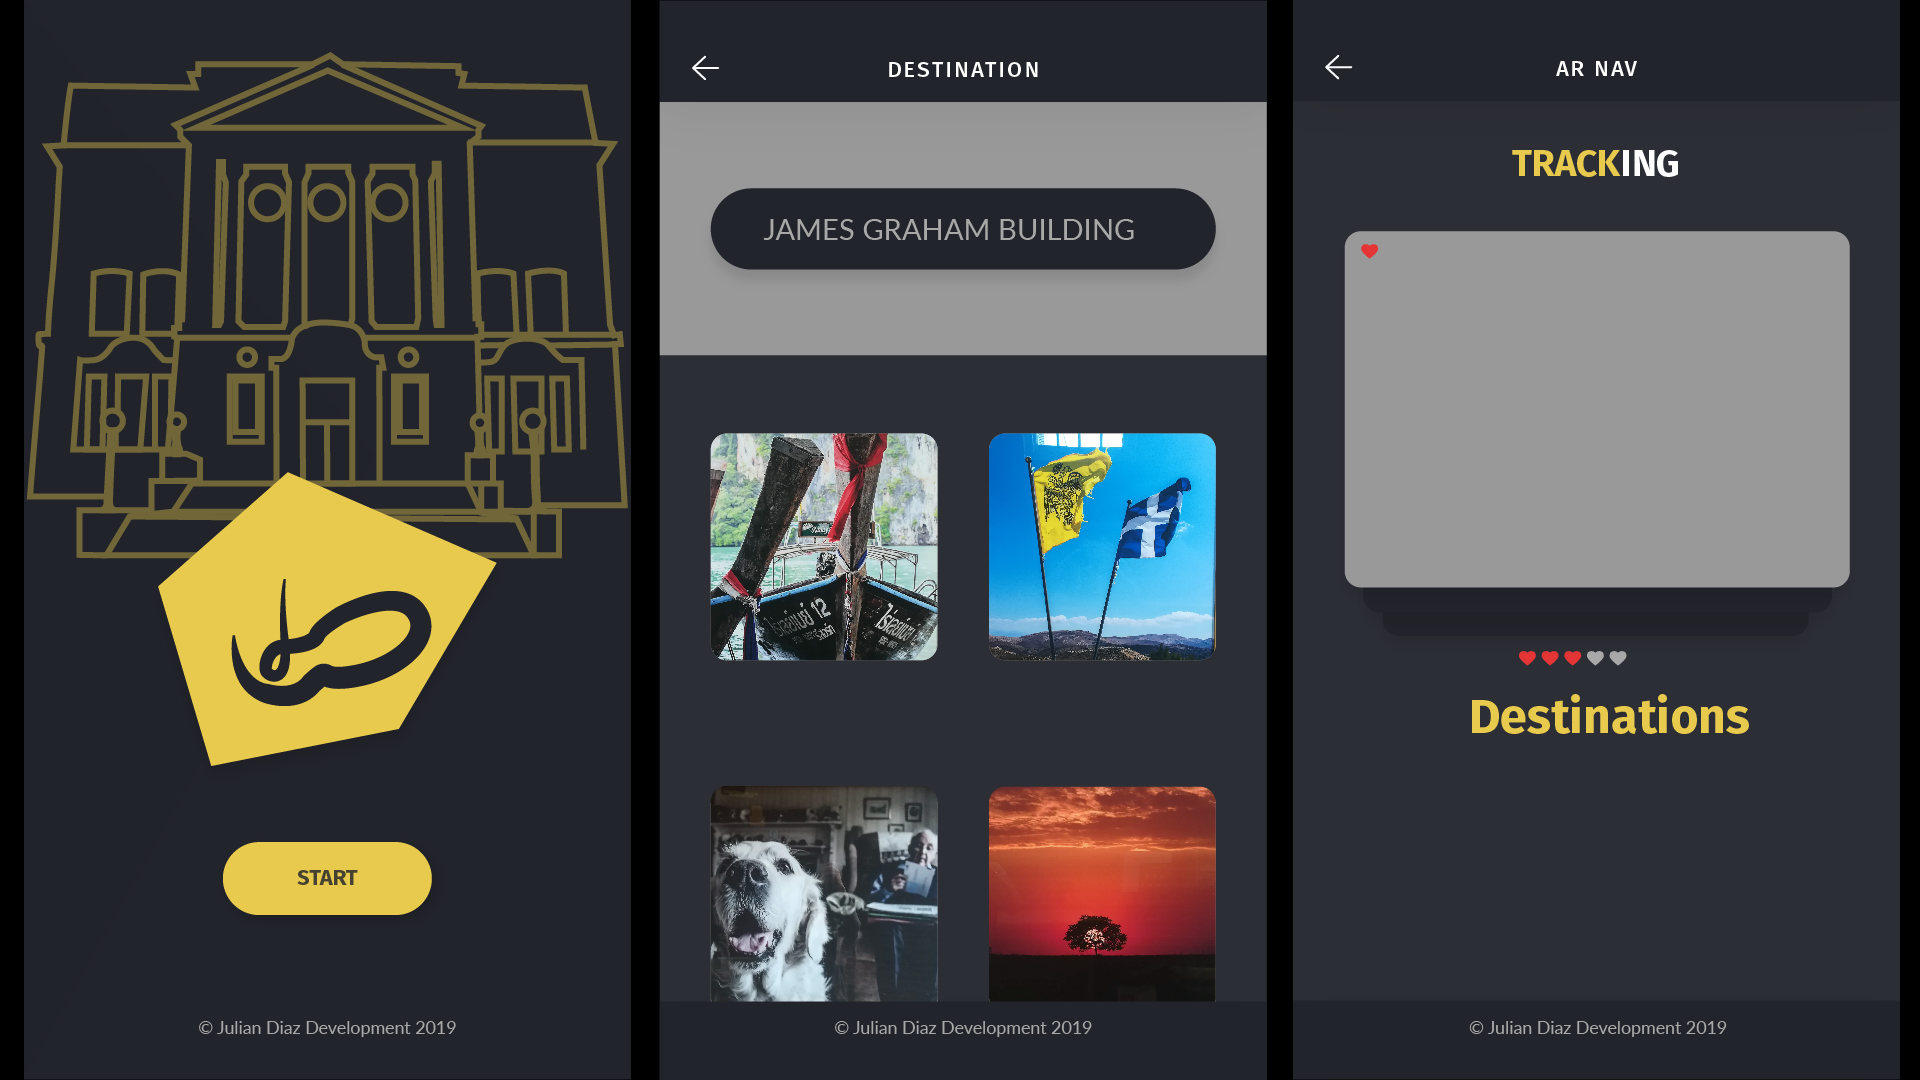 START
© Julian Diaz Development 2019
DESTINATION
JAMES GRAHAM BUILDING
12
© Julian Diaz Development 2019
AR NAV
TRACKING
Destinations
© Julian Diaz Development 2019